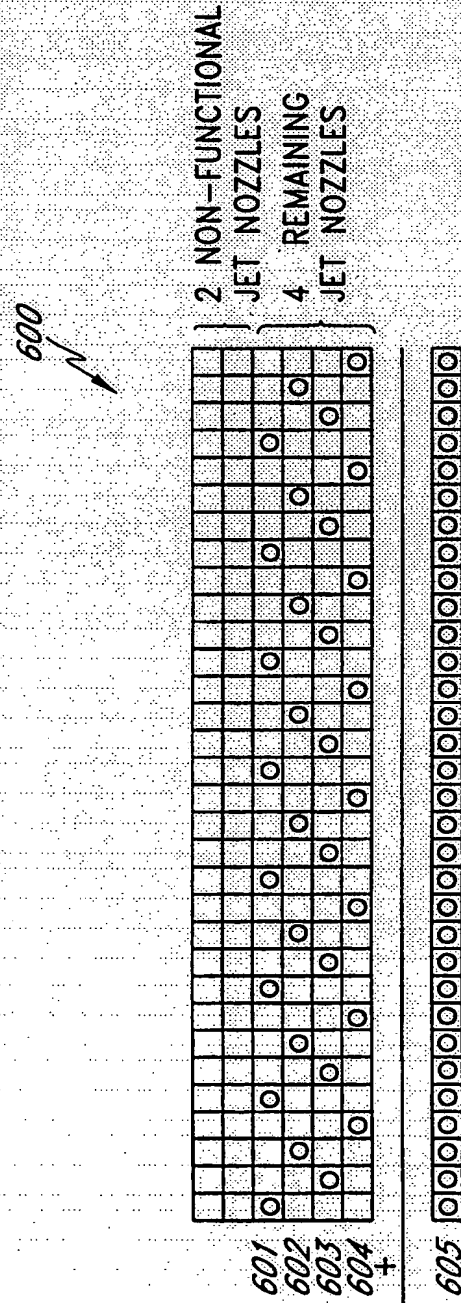 600
2 NON-FUNCTIONAL
JET NOZZLES
4 REMAINING
JET NOZZLES
601
602
603
604
+
605